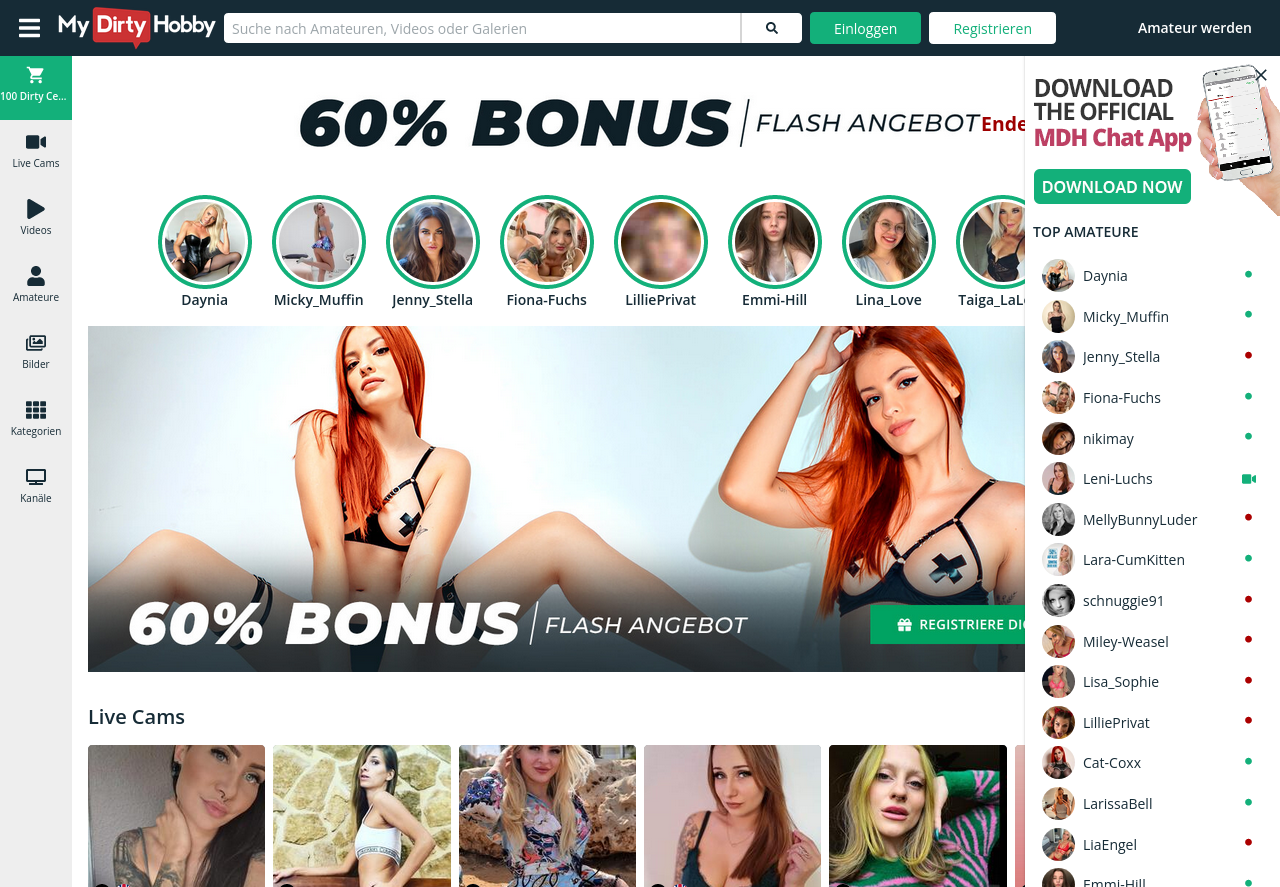 My Dirty Hobby
Suche nach Amateuren, Videos oder Galerien
Einloggen
Registrieren
Amateur werden
100 Dirty Ce...
Live Cams
Videos
Amateure
Bilder
Kategorien
Kanäle
60% BONUS FLASH ANGEBOT Ende
Daynia
Micky_Muffin
Jenny_Stella
Fiona-Fuchs
LilliePrivat
Emmi-Hill
Lina_Love
60% BONUS FLASH ANGEBOT
REGISTRIERE
Live Cams
DOWNLOAD
THE OFFICIAL
MDH Chat App
DOWNLOAD NOW
TOP AMATEURE
Daynia
Micky_Muffin
Jenny_Stella
Fiona-Fuchs
nikimay
Leni-Luchs
MellyBunnyLuder
Lara-CumKitten
schnuggie91
Miley-Weasel
Lisa_Sophie
LilliePrivat
Cat-Coxx
LarissaBell
LiaEngel
Emmi-Hill